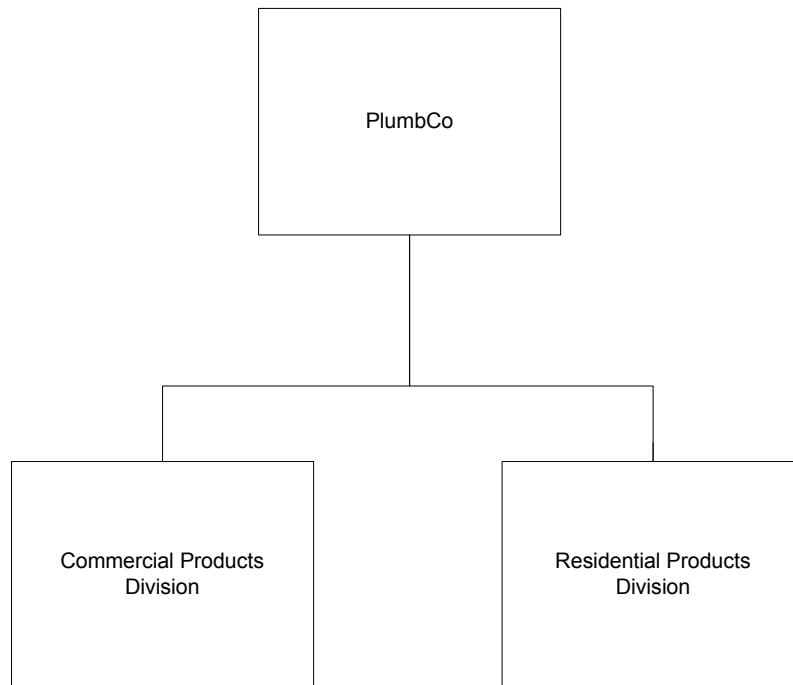 PlumbCo
Commercial Products
Division
Residential Products
Division